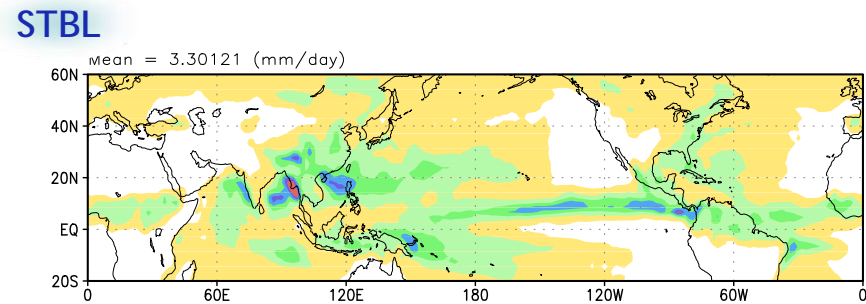 STBL
Mean = 3.30121 (mm/day)
60N
40N
20N
EQ
20S
0 60E 120E 180 120W 60W 0